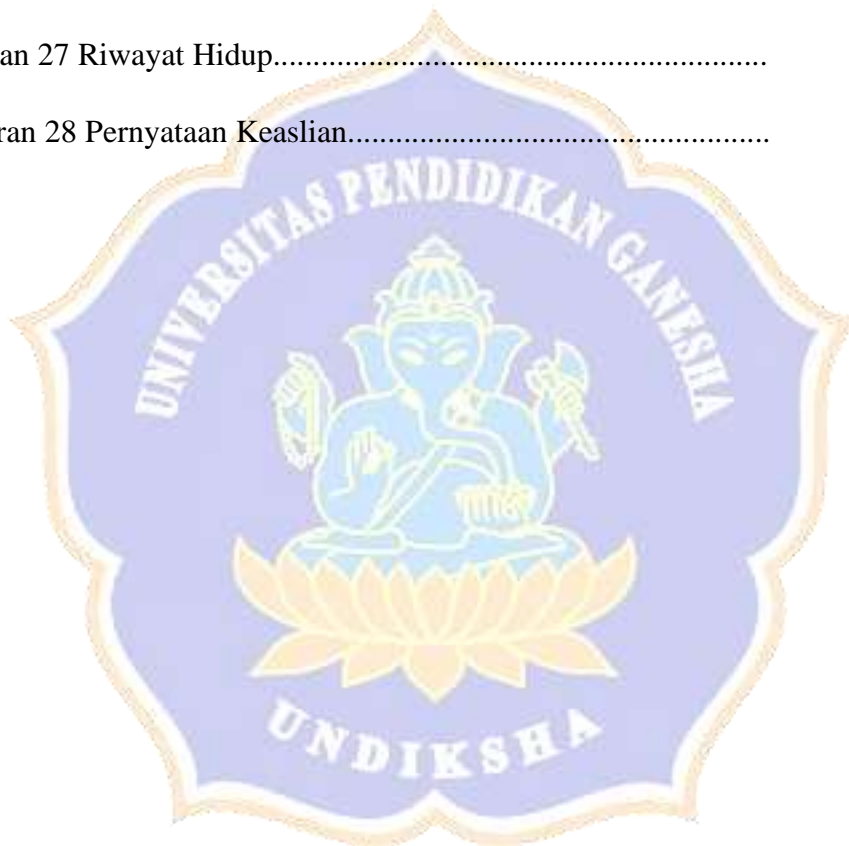 an 27 Riwayat Hidup..............................................................
ran 28 Pernyataan Keaslian.....................................................
UNIVERSITAS PENDIDIKAN GANESHA
UNDIKSHA